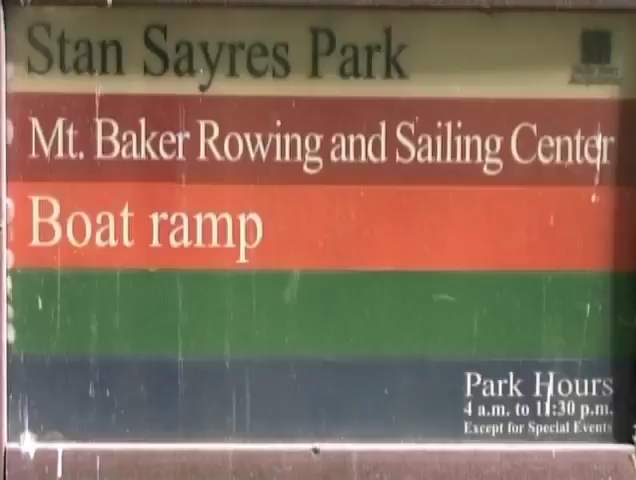 Stan Sayres Park
Mt. Baker Rowing and Sailing Center
Boat ramp
Park Hours
4 a.m. to 11:30 p.m.
Except for Special Events